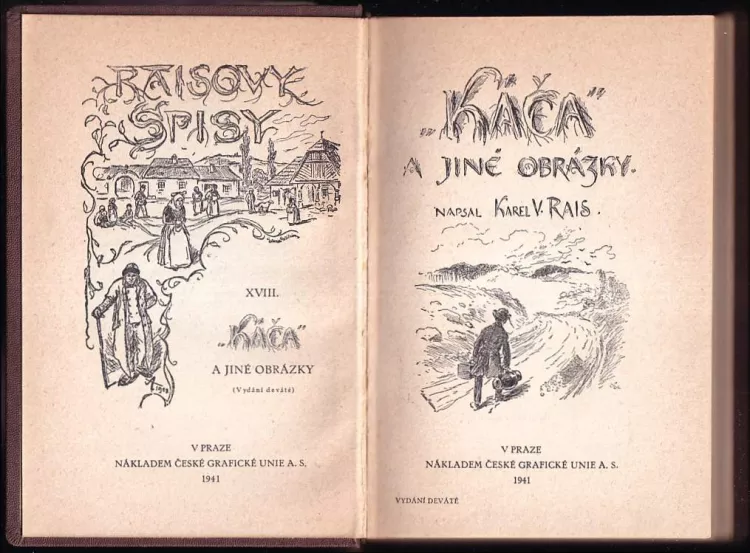 RAISOVY
SPISY
XVIII.
„KÁČA“
A JINÉ OBRÁZKY
(Vydání deváté)
V PRAZE
NÁKLADEM ČESKÉ GRAFICKÉ UNIE A. S.
1941
„KÁČA“
A JINÉ OBRÁZKY.
NAPSAL KAREL V. RAIS.
V PRAZE
NÁKLADEM ČESKÉ GRAFICKÉ UNIE A. S.
1941
VYDÁNÍ DEVÁTÉ